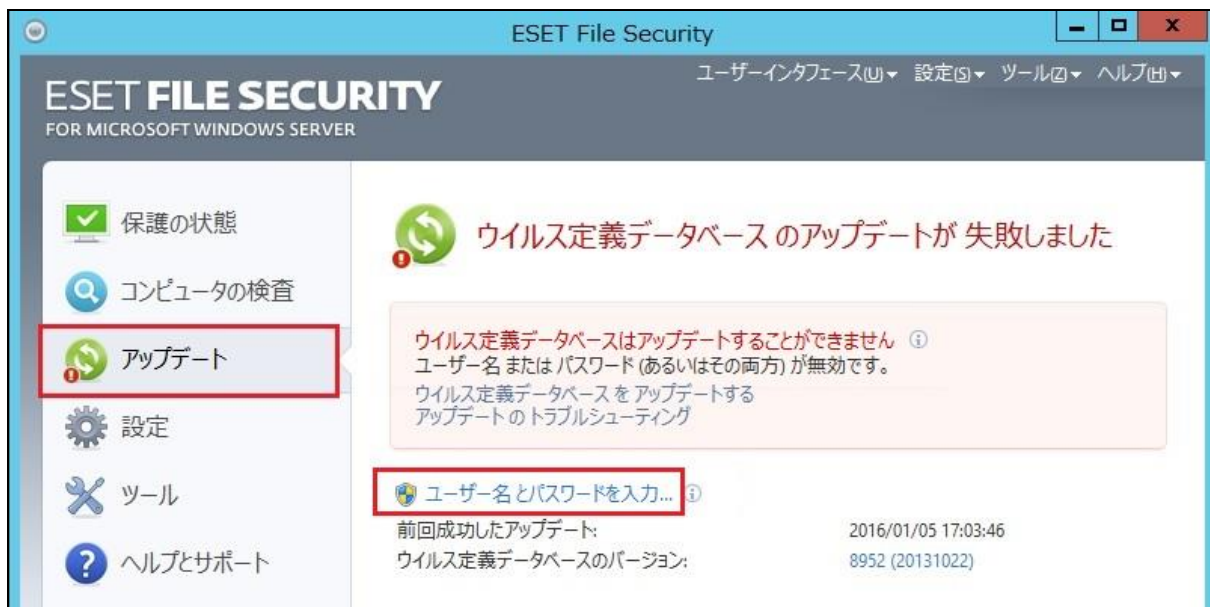 ESET File Security
ユーザーインタフェース(U) 設定(S) ツール(Z) ヘルプ(H)
ESET FILE SECURITY
FOR MICROSOFT WINDOWS SERVER
保護の状態
コンピュータの検査
アップデート
設定
ツール
ヘルプとサポート
ウイルス定義データベース のアップデートが 失敗しました
ウイルス定義データベースはアップデートすることができません
ユーザー名 または パスワード (あるいはその両方) が無効です。
ウイルス定義データベース を アップデートする
アップデート の トラブルシューティング
ユーザー名 とパスワードを入力...
前回成功したアップデート: 2016/01/05 17:03:46
ウイルス定義データベースのバージョン: 8952 (20131022)